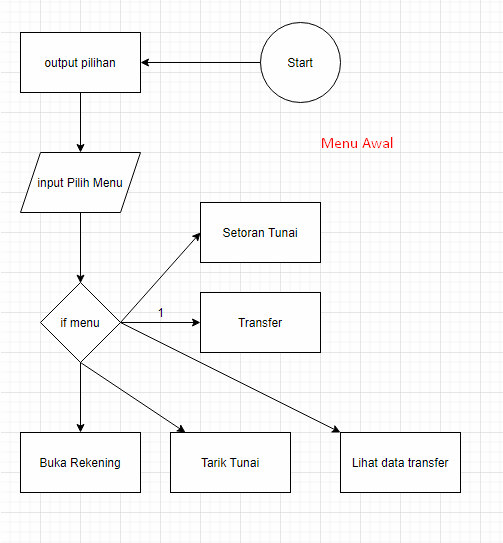 output pilihan
Start
Menu Awal
input Pilih Menu
Setoran Tunai
if menu
1
Transfer
Buka Rekening
Tarik Tunai
Lihat data transfer